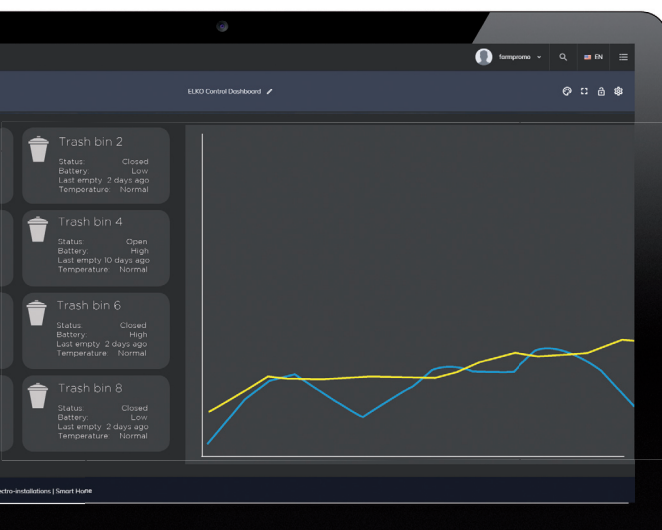 farmpromo
EN
ELKO Control Dashboard
Trash bin 2
Status: Closed
Battery: Low
Last empty 2 days ago
Temperature: Normal
Trash bin 4
Status: Open
Battery: High
Last empty 10 days ago
Temperature: Normal
Trash bin 6
Status: Closed
Battery: High
Last empty 2 days ago
Temperature: Normal
Trash bin 8
Status: Closed
Battery: Low
Last empty 2 days ago
Temperature: Normal
ectro-installations | Smart Home